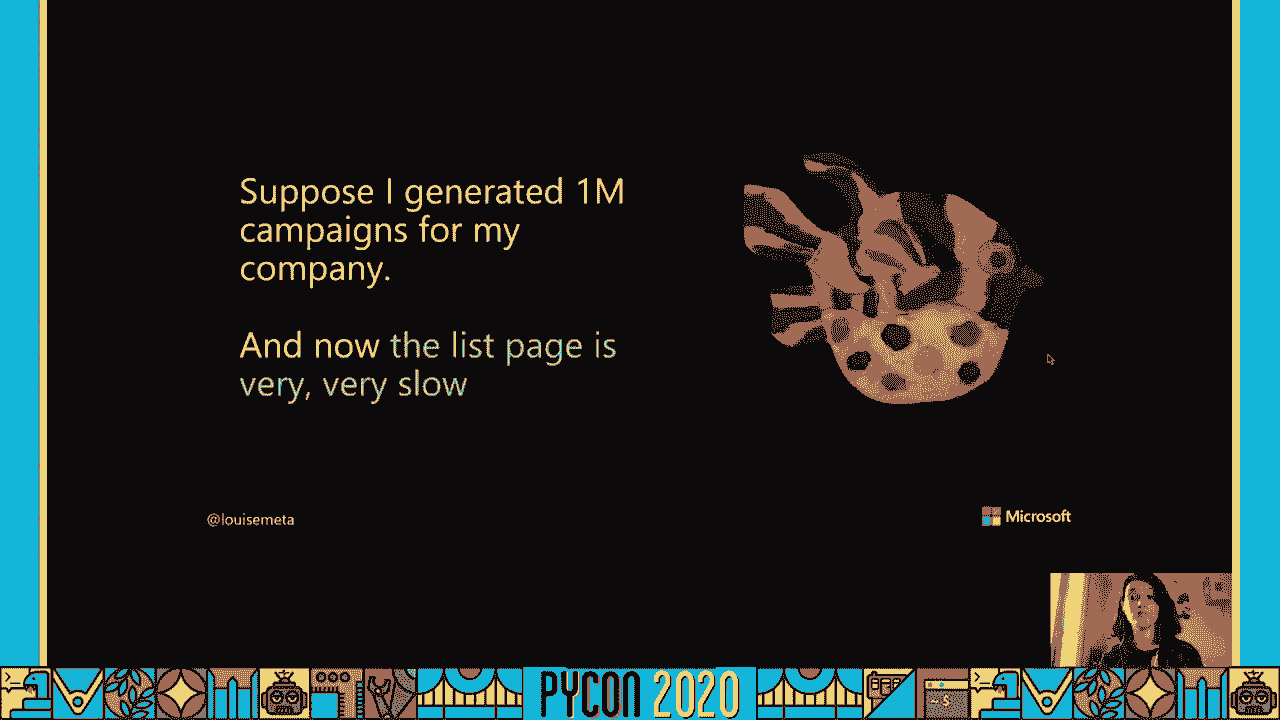 Suppose I generated 1M
campaigns for my
company.
And now the list page is
very, very slow
@louisemeta
Microsoft
PYCON 2020